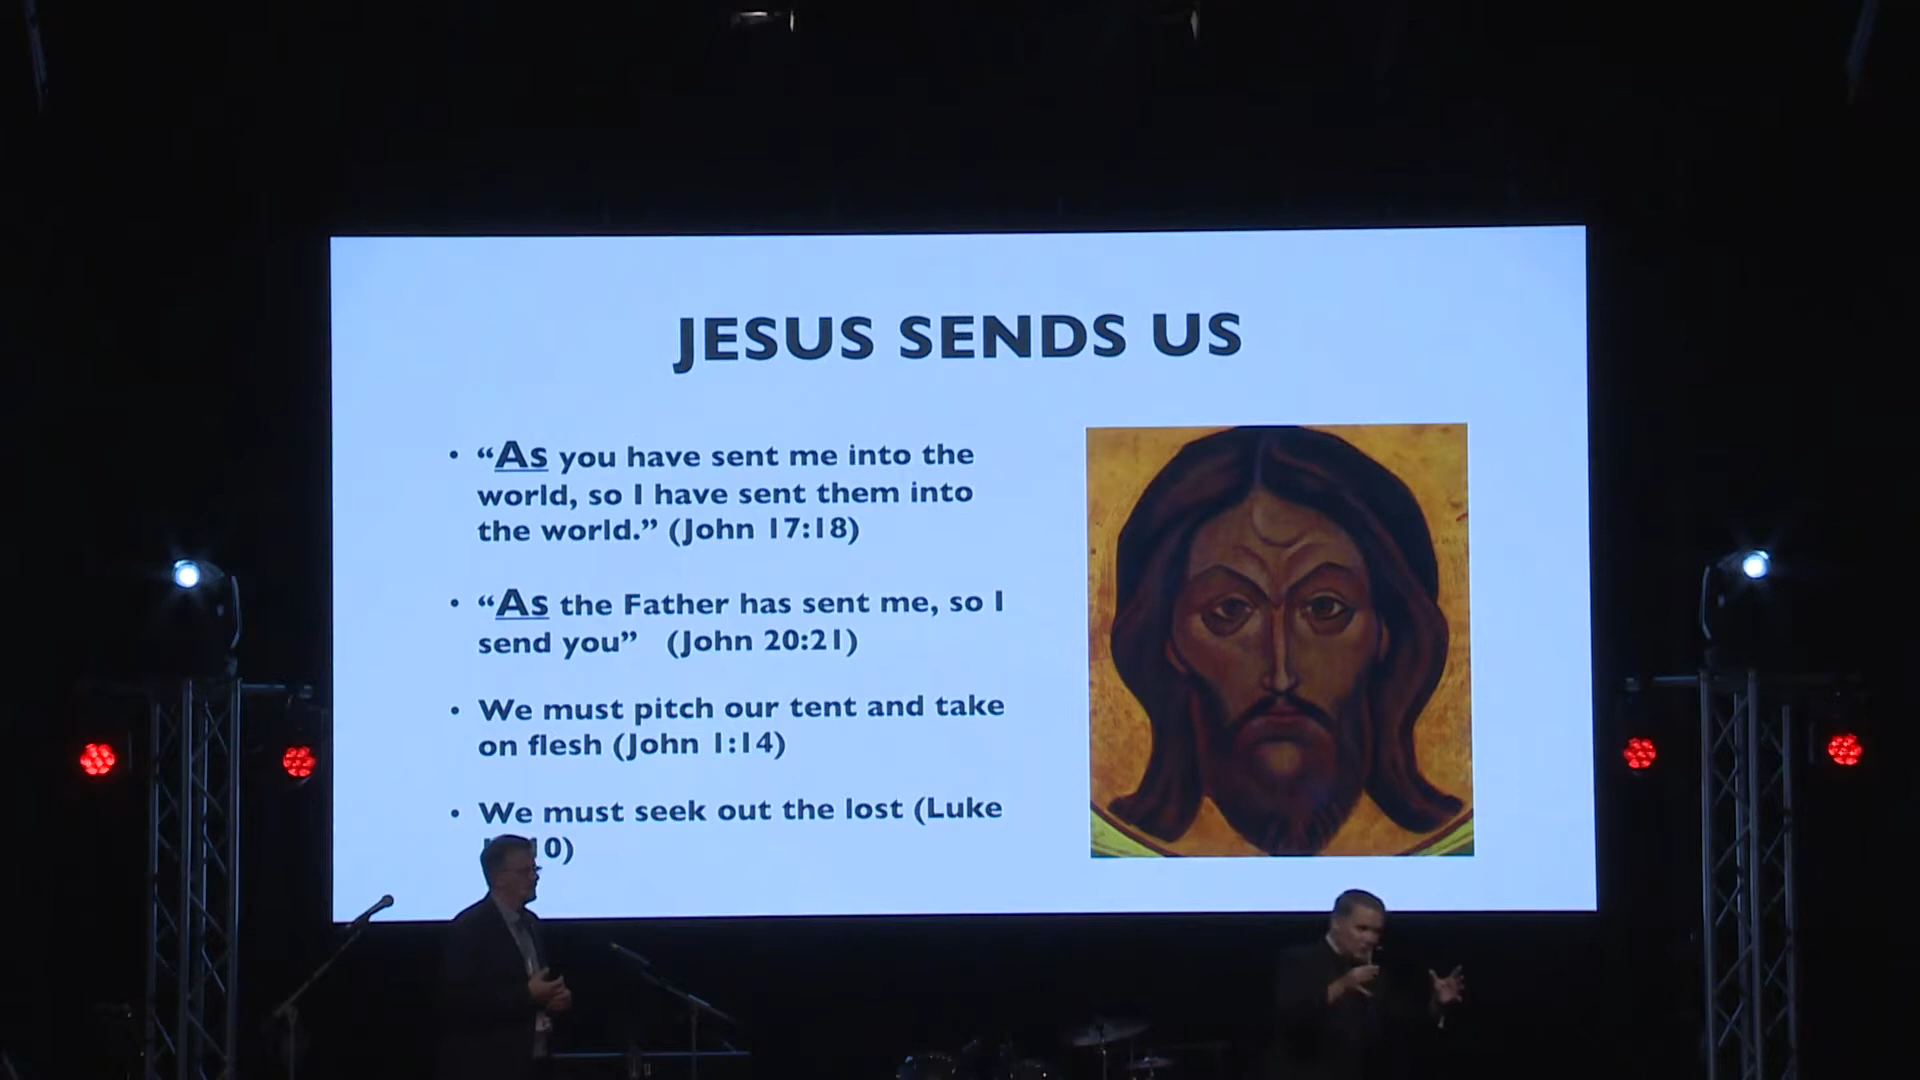 JESUS SENDS US
• “As you have sent me into the
world, so I have sent them into
the world.” (John 17:18)
• “As the Father has sent me, so I
send you” (John 20:21)
• We must pitch our tent and take
on flesh (John 1:14)
• We must seek out the lost (Luke